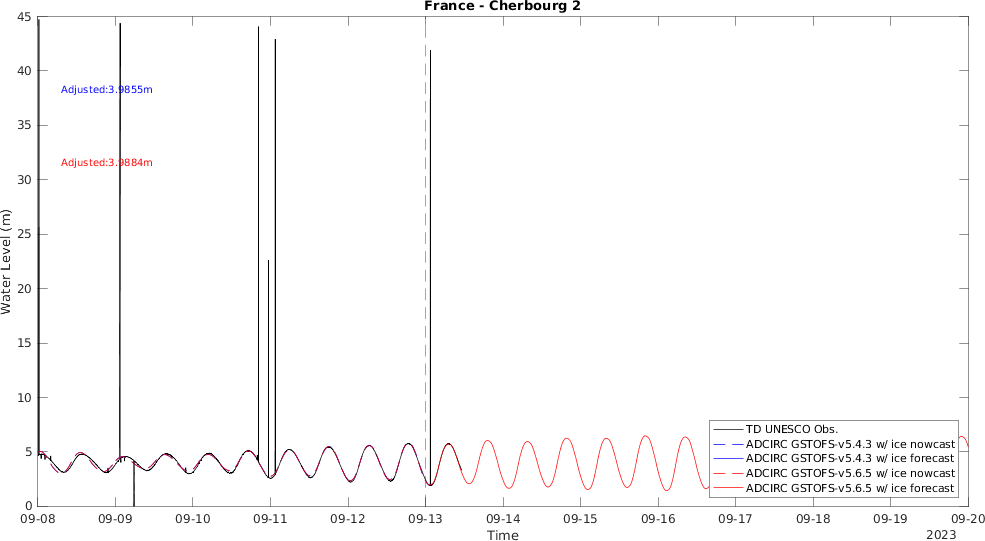 France - Cherbourg 2
45
40
35
30
25
20
15
10
5
0
Water Level (m)
Adjusted:3.9855m
Adjusted:3.9884m
TD UNESCO Obs.
ADCIRC GSTOFS-v5.4.3 w/ ice nowcast
ADCIRC GSTOFS-v5.4.3 w/ ice forecast
ADCIRC GSTOFS-v5.6.5 w/ ice nowcast
ADCIRC GSTOFS-v5.6.5 w/ ice forecast
09-08 09-09 09-10 09-11 09-12 09-13 09-14 09-15 09-16 09-17 09-18 09-19 09-20
Time
2023